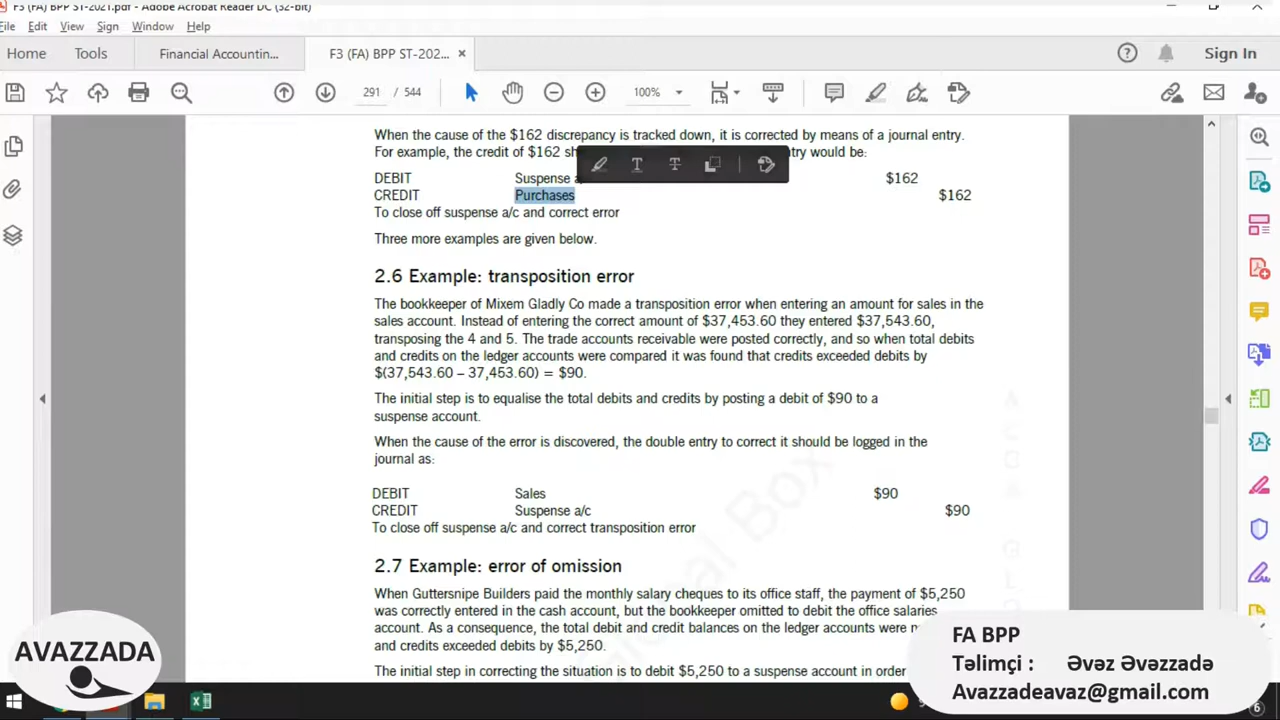 F3 (FA) BPP ST-2021.pdf - Adobe Acrobat Reader DC (32-bit)
File Edit View Sign Window Help
Home Tools Financial Accountin... F3 (FA) BPP ST-202... × Sign In
291 / 544 100%
When the cause of the $162 discrepancy is tracked down, it is corrected by means of a journal entry.
For example, the credit of $162 entry would be:
DEBIT Suspense $162
CREDIT Purchases $162
To close off suspense a/c and correct error
Three more examples are given below.
2.6 Example: transposition error
The bookkeeper of Mixem Gladly Co made a transposition error when entering an amount for sales in the
sales account. Instead of entering the correct amount of $37,453.60 they entered $37,543.60,
transposing the 4 and 5. The trade accounts receivable were posted correctly, and so when total debits
and credits on the ledger accounts were compared it was found that credits exceeded debits by
$(37,543.60 – 37,453.60) = $90.
The initial step is to equalise the total debits and credits by posting a debit of $90 to a
suspense account.
When the cause of the error is discovered, the double entry to correct it should be logged in the
journal as:
DEBIT Sales $90
CREDIT Suspense a/c $90
To close off suspense a/c and correct transposition error
2.7 Example: error of omission
When Guttersnipe Builders paid the monthly salary cheques to its office staff, the payment of $5,250
was correctly entered in the cash account, but the bookkeeper omitted to debit the office salaries
account. As a consequence, the total debit and credit balances on the ledger accounts were
and credits exceeded debits by $5,250.
The initial step in correcting the situation is to debit $5,250 to a suspense account in order
AVAZZADA
FA BPP
Təlimçi : Əvəz Əvəzzadə
Avazzadeavaz@gmail.com
Global Box